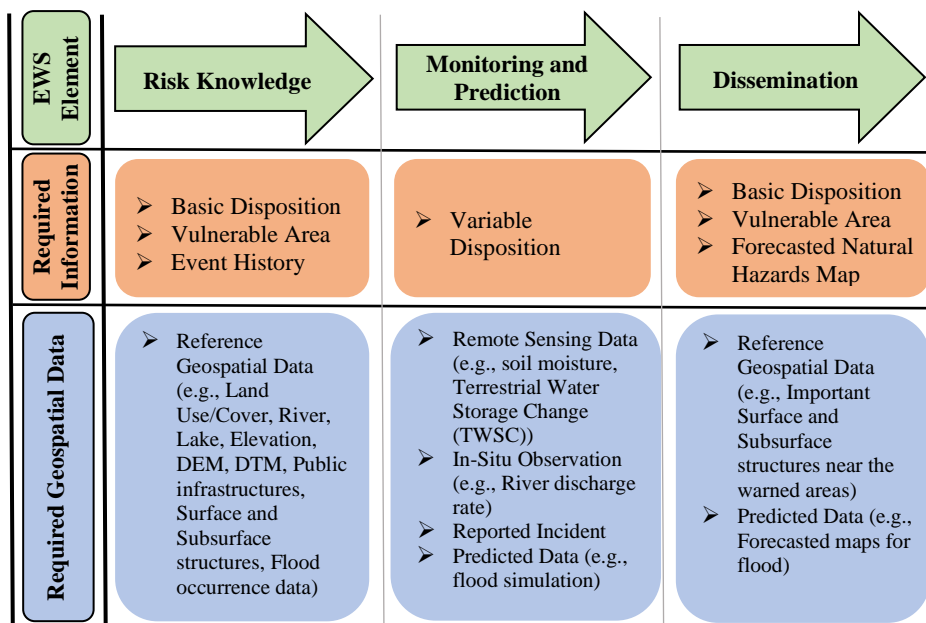 EWS
Element
Risk Knowledge
Monitoring and
Prediction
Dissemination
Required
Information
➢ Basic Disposition
➢ Vulnerable Area
➢ Event History
➢ Variable
Disposition
➢ Basic Disposition
➢ Vulnerable Area
➢ Forecasted Natural
Hazards Map
Required Geospatial Data
➢ Reference
Geospatial Data
(e.g., Land
Use/Cover, River,
Lake, Elevation,
DEM, DTM, Public
infrastructures,
Surface and
Subsurface
structures, Flood
occurrence data)
➢ Remote Sensing Data
(e.g., soil moisture,
Terrestrial Water
Storage Change
(TWSC))
➢ In-Situ Observation
(e.g., River discharge
rate)
➢ Reported Incident
➢ Predicted Data (e.g.,
flood simulation)
➢ Reference
Geospatial Data
(e.g., Important
Surface and
Subsurface
structures near the
warned areas)
➢ Predicted Data (e.g.,
Forecasted maps for
flood)